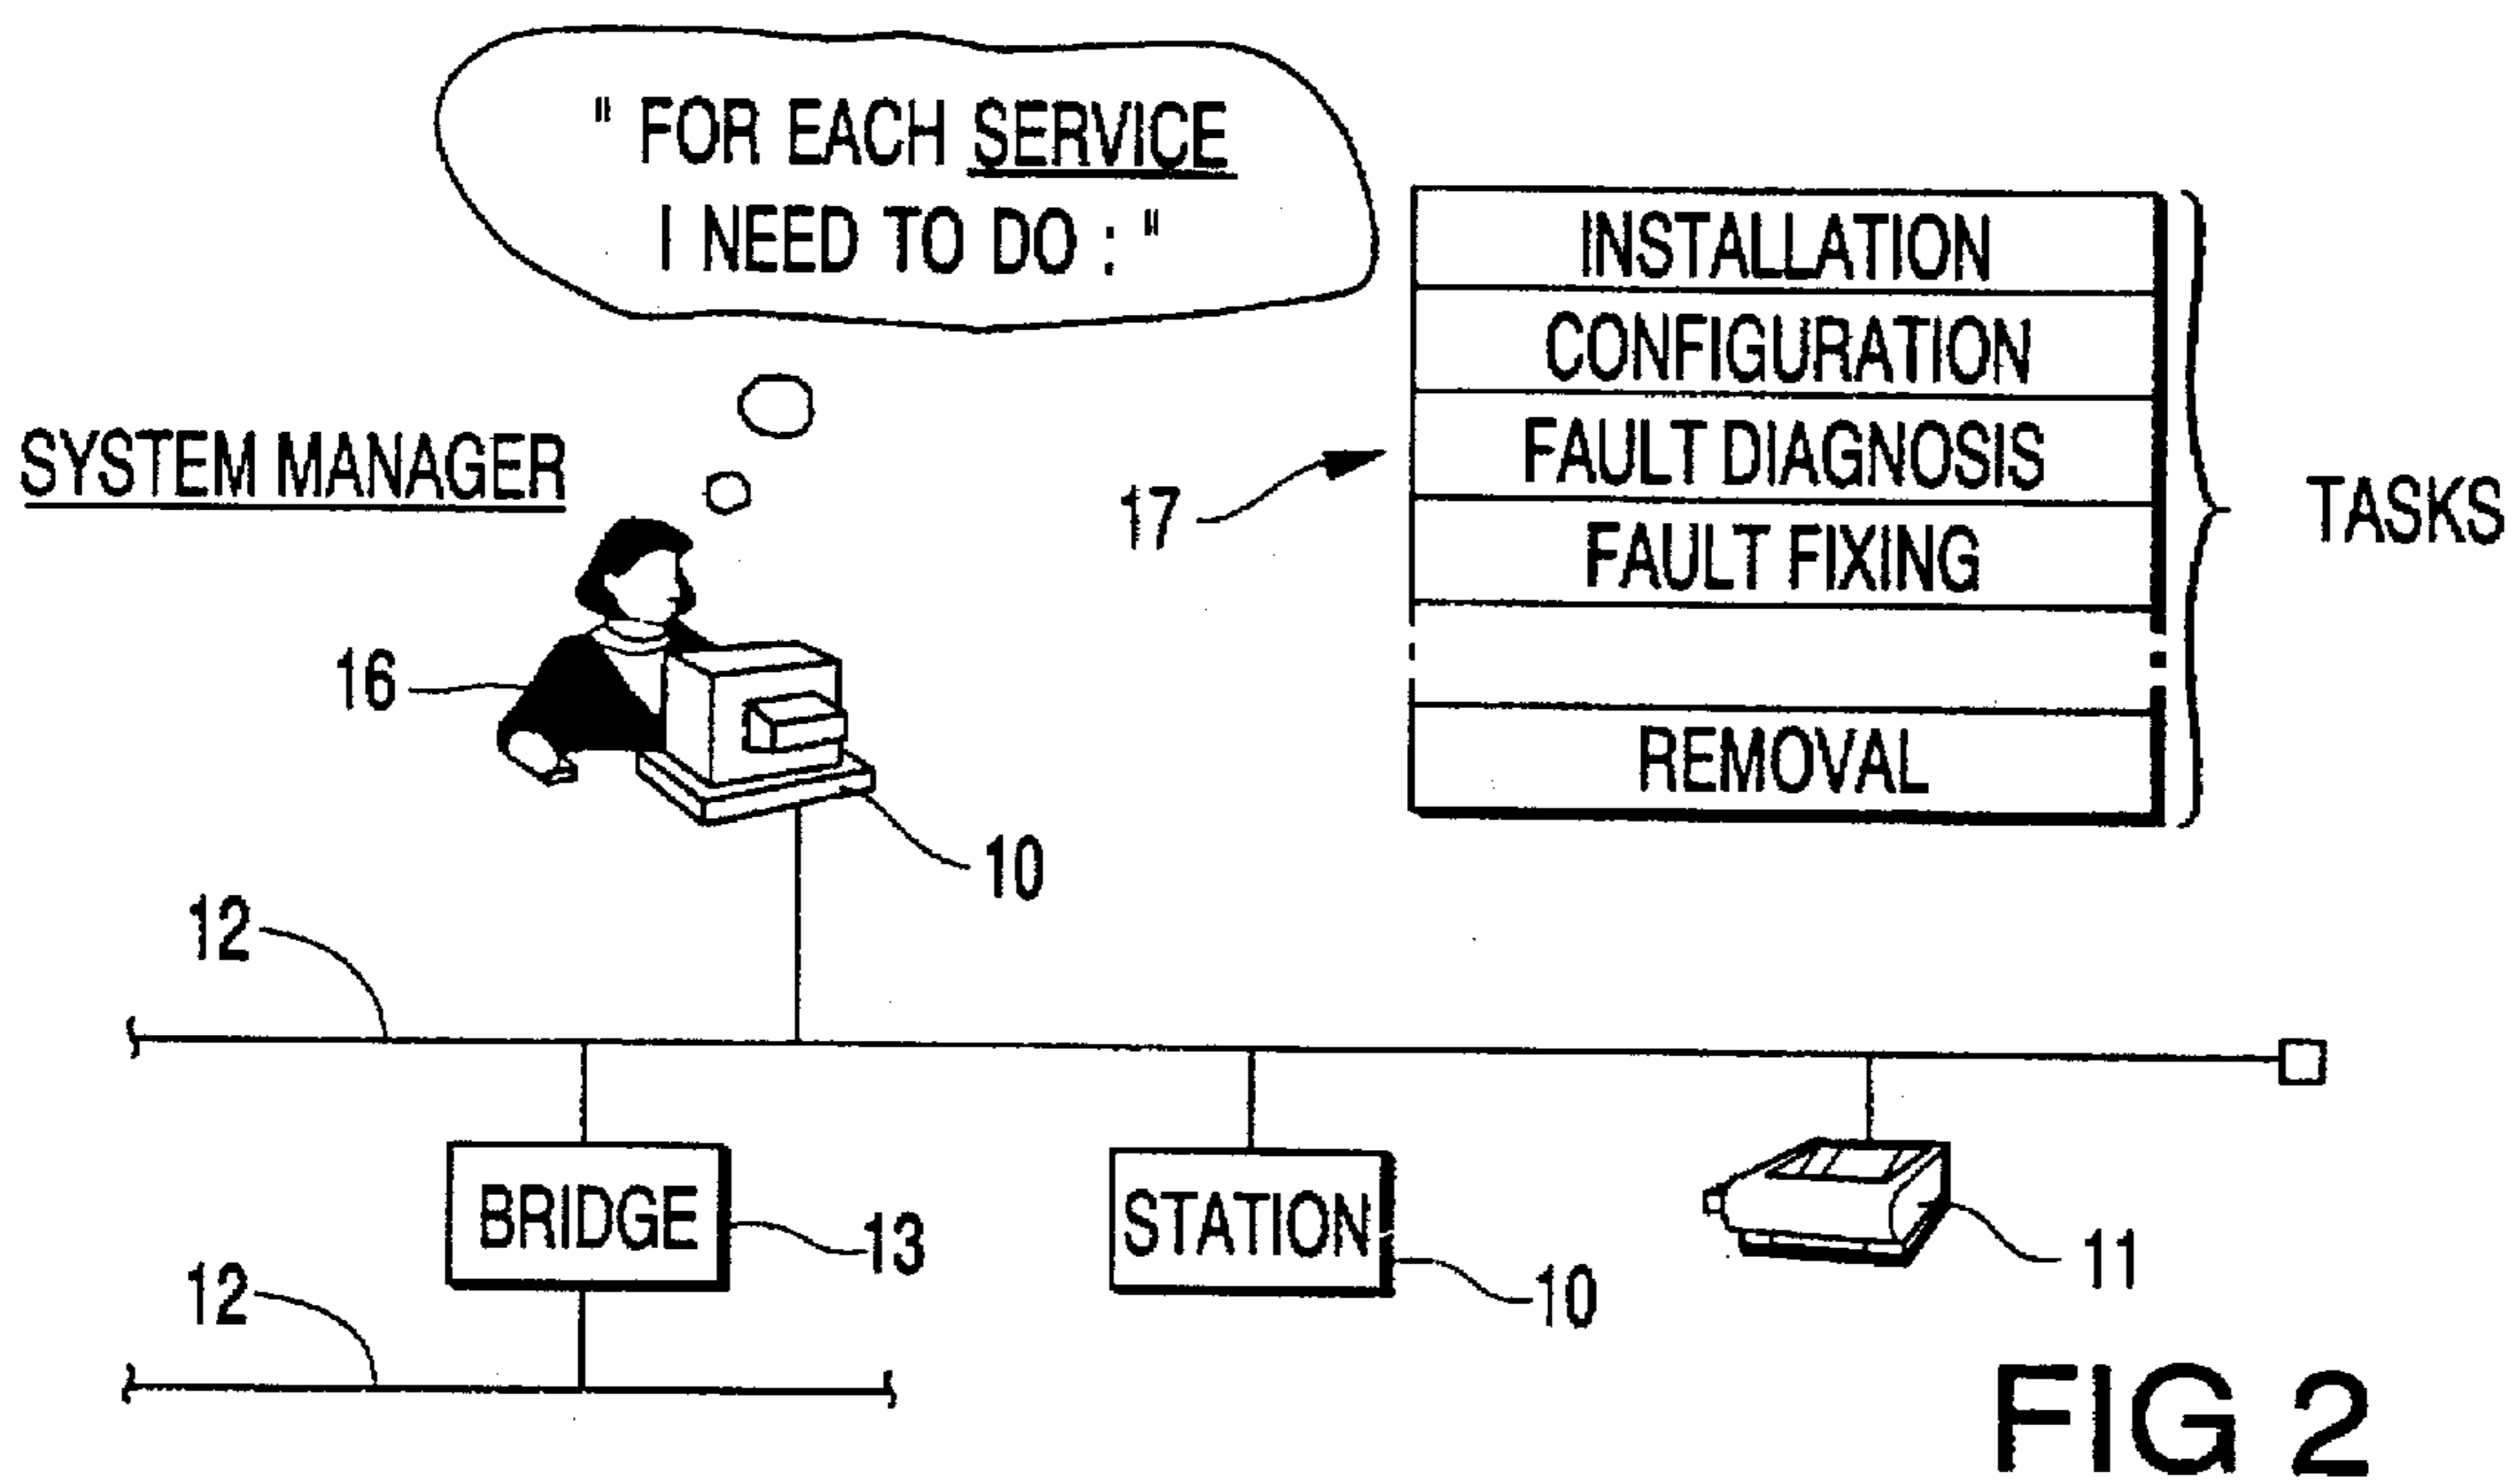 " FOR EACH SERVICE
I NEED TO DO : "
INSTALLATION
CONFIGURATION
FAULT DIAGNOSIS
FAULT FIXING
REMOVAL
TASKS
17
SYSTEM MANAGER
16
10
12
BRIDGE
13
STATION
10
11
12
FIG 2